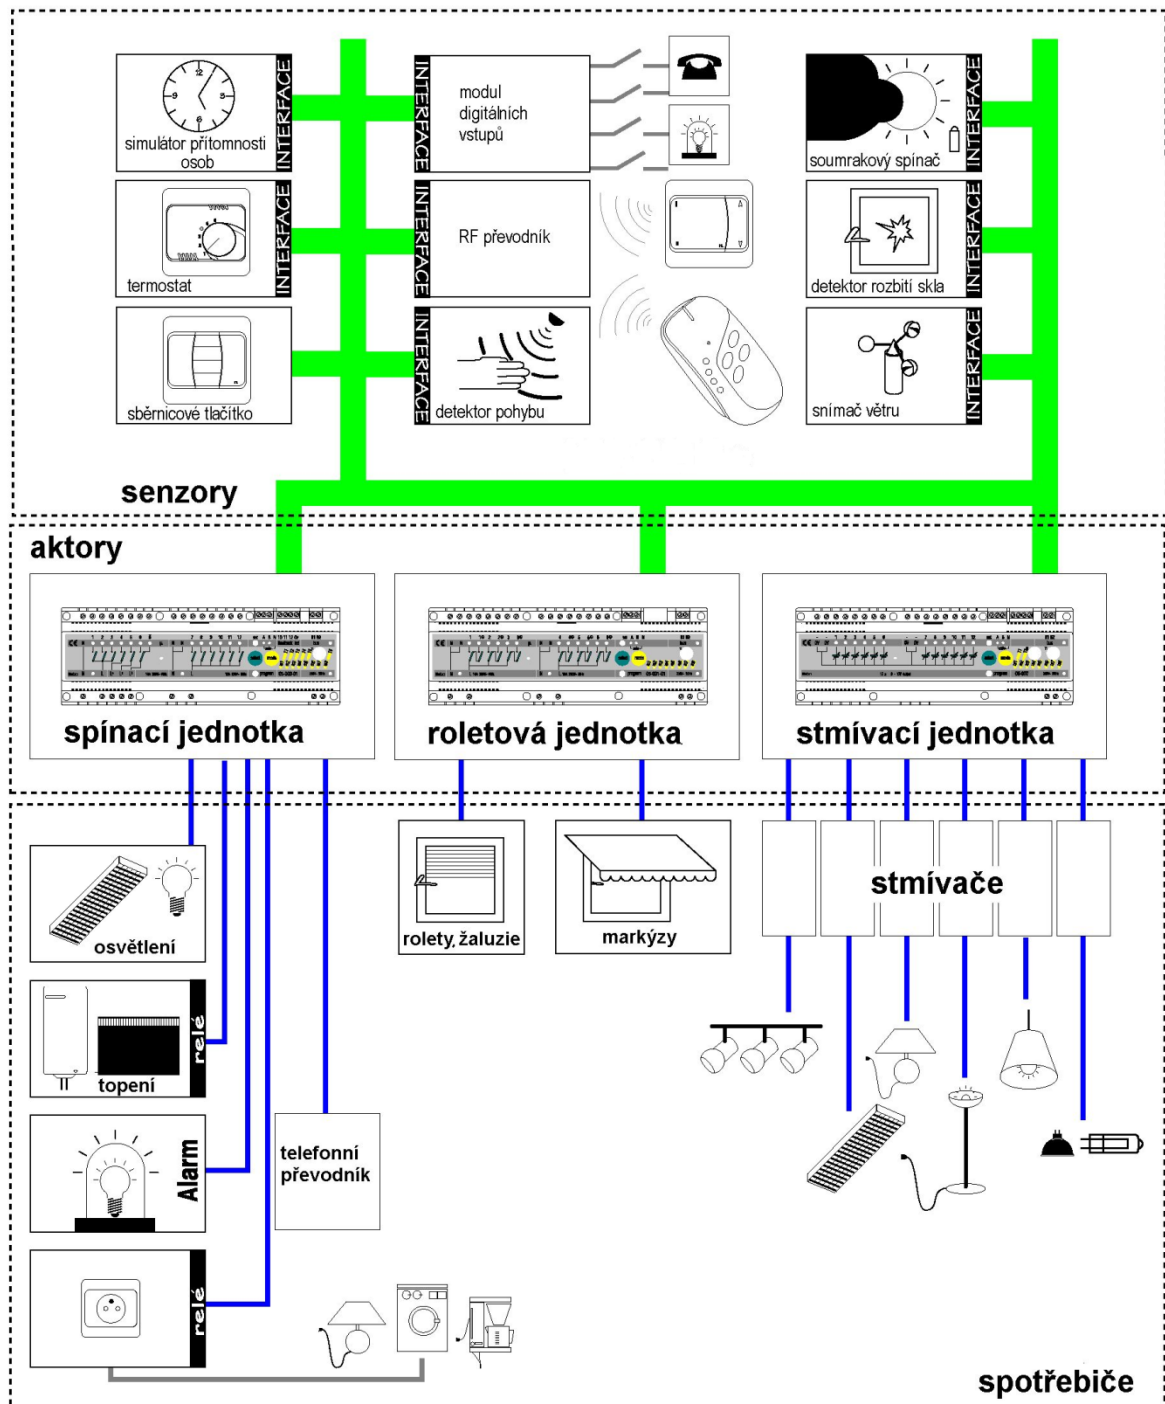 simulátor přítomnosti
osob
INTERFACE
INTERFACE
modul
digitálních
vstupů
soumrakový spínač
INTERFACE
termostat
INTERFACE
INTERFACE
RF převodník
detektor rozbití skla
INTERFACE
sběrnicové tlačítko
INTERFACE
detektor pohybu
snímač větru
INTERFACE
senzory
aktory
spínací jednotka
roletová jednotka
stmívací jednotka
osvětlení
rolety, žaluzie
markýzy
stmívače
topení
relé
Alarm
telefonní
převodník
relé
spotřebiče